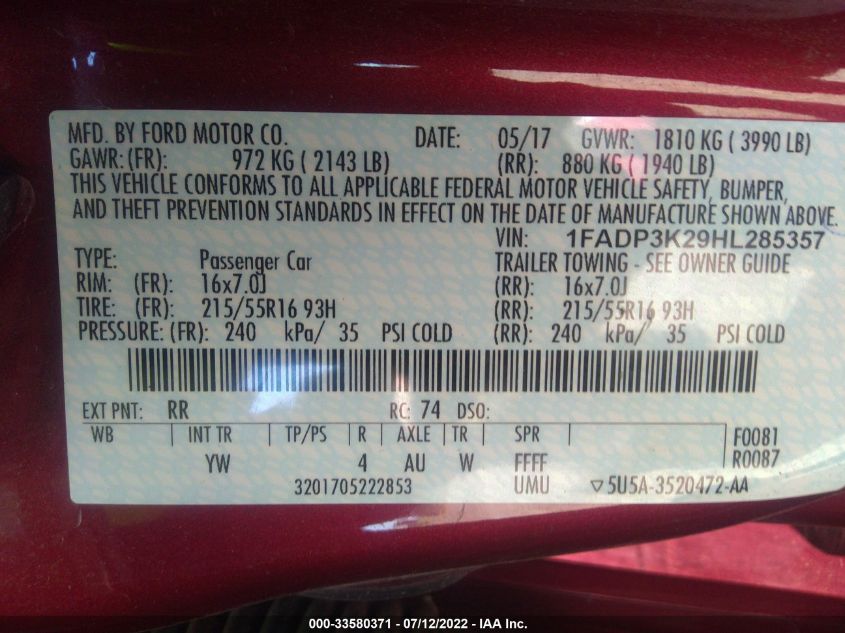 MFD. BY FORD MOTOR CO. DATE: 05/17 GVWR: 1810 KG ( 3990 LB)
GAWR: (FR): 972 KG ( 2143 LB) (RR): 880 KG ( 1940 LB)
THIS VEHICLE CONFORMS TO ALL APPLICABLE FEDERAL MOTOR VEHICLE SAFETY, BUMPER,
AND THEFT PREVENTION STANDARDS IN EFFECT ON THE DATE OF MANUFACTURE SHOWN ABOVE.
VIN: 1FADP3K29HL285357
TYPE: Passenger Car TRAILER TOWING - SEE OWNER GUIDE
RIM: (FR): 16x7.0J (RR): 16x7.0J
TIRE: (FR): 215/55R16 93H (RR): 215/55R16 93H
PRESSURE: (FR): 240 kPa/ 35 PSI COLD (RR): 240 kPa/ 35 PSI COLD
EXT PNT: RR RC: 74 DSO:
WB INT TR TP/PS R AXLE TR SPR F0081
YW 4 AU W FFFF R0087
3201705222853 UMU ▽5U5A-3520472-AA
000-33580371 - 07/12/2022 - IAA Inc.